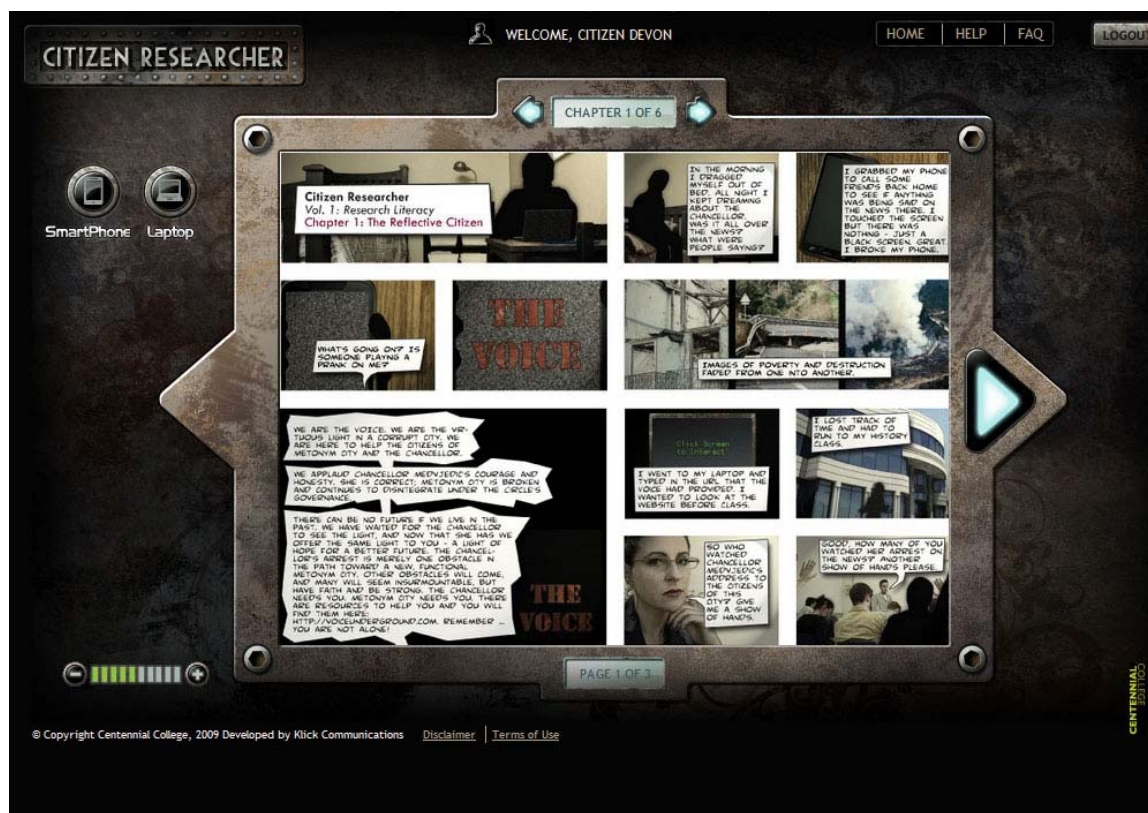 CITIZEN RESEARCHER
WELCOME, CITIZEN DEVON
HOME
HELP
FAQ
LOGOUT
CHAPTER 1 OF 6
SmartPhone
Laptop
Citizen Researcher
Vol. 1: Research Literacy
Chapter 1: The Reflective Citizen
IN THE MORNING
I DRAGGED
MYSELF OUT OF
BED. ALL NIGHT I
KEPT DREAMING
ABOUT THE
CHANCELLOR.
WAS IT ALL OVER
THE NEWS?
WHAT WERE
PEOPLE SAYING?
I GRABBED MY PHONE
TO CALL SOME
FRIENDS BACK HOME
TO SEE IF ANYTHING
WAS BEING SAID ON
THE NEWS THERE. I
TOUCHED THE SCREEN
BUT THERE WAS
NOTHING - JUST A
BLACK SCREEN. GREAT.
I BROKE MY PHONE.
WHAT'S GOING ON? IS
SOMEONE PLAYNG A
PRANK ON ME?
THE
VOICE
IMAGES OF POVERTY AND DESTRUCTION
FADED FROM ONE INTO ANOTHER.
WE ARE THE VOICE. WE ARE THE VIR-
TUOUS LIGHT IN A CORRUPT CITY. WE
ARE HERE TO HELP THE CITIZENS OF
METONYM CITY AND THE CHANCELLOR.
WE APPLAUD CHANCELLOR MEDVJEDIC'S COURAGE AND
HONESTY. SHE IS CORRECT; METONYM CITY IS BROKEN
AND CONTINUES TO DISINTEGRATE UNDER THE CIRCLE'S
GOVERNANCE.
THERE CAN BE NO FUTURE IF WE LIVE IN THE
PAST. WE HAVE WAITED FOR THE CHANCELLOR
TO SEE THE LIGHT, AND NOW THAT SHE HAS WE
OFFER THE SAME LIGHT TO YOU - A LIGHT OF
HOPE FOR A BETTER FUTURE. THE CHANCEL-
LOR'S ARREST IS MERELY ONE OBSTACLE IN
THE PATH TOWARD A NEW, FUNCTIONAL
METONYM CITY. OTHER OBSTACLES WILL COME,
AND MANY WILL SEEM INSURMOUNTABLE, BUT
HAVE FAITH AND BE STRONG. THE CHANCELLOR
NEEDS YOU. METONYM CITY NEEDS YOU. THERE
ARE RESOURCES TO HELP YOU AND YOU WILL
FIND THEM HERE:
HTTP://VOICEUNDERGROUND.COM. REMEMBER ...
YOU ARE NOT ALONE!
THE
VOICE
Click Screen
to Interact
I WENT TO MY LAPTOP AND
TYPED IN THE URL THAT THE
VOICE HAD PROVIDED. I
WANTED TO LOOK AT THE
WEBSITE BEFORE CLASS.
I LOST TRACK OF
TIME AND HAD TO
RUN TO MY HISTORY
CLASS.
SO WHO
WATCHED
CHANCELLOR
MEDVJEDIC'S
ADDRESS TO
THE CITIZENS
OF THIS
CITY? GIVE
ME A SHOW
OF HANDS.
GOOD, HOW MANY OF YOU
WATCHED HER ARREST ON
THE NEWS? ANOTHER
SHOW OF HANDS PLEASE.
PAGE 1 OF 3
CENTENNIAL
COLLEGE
© Copyright Centennial College, 2009 Developed by Klick Communications
Disclaimer
Terms of Use